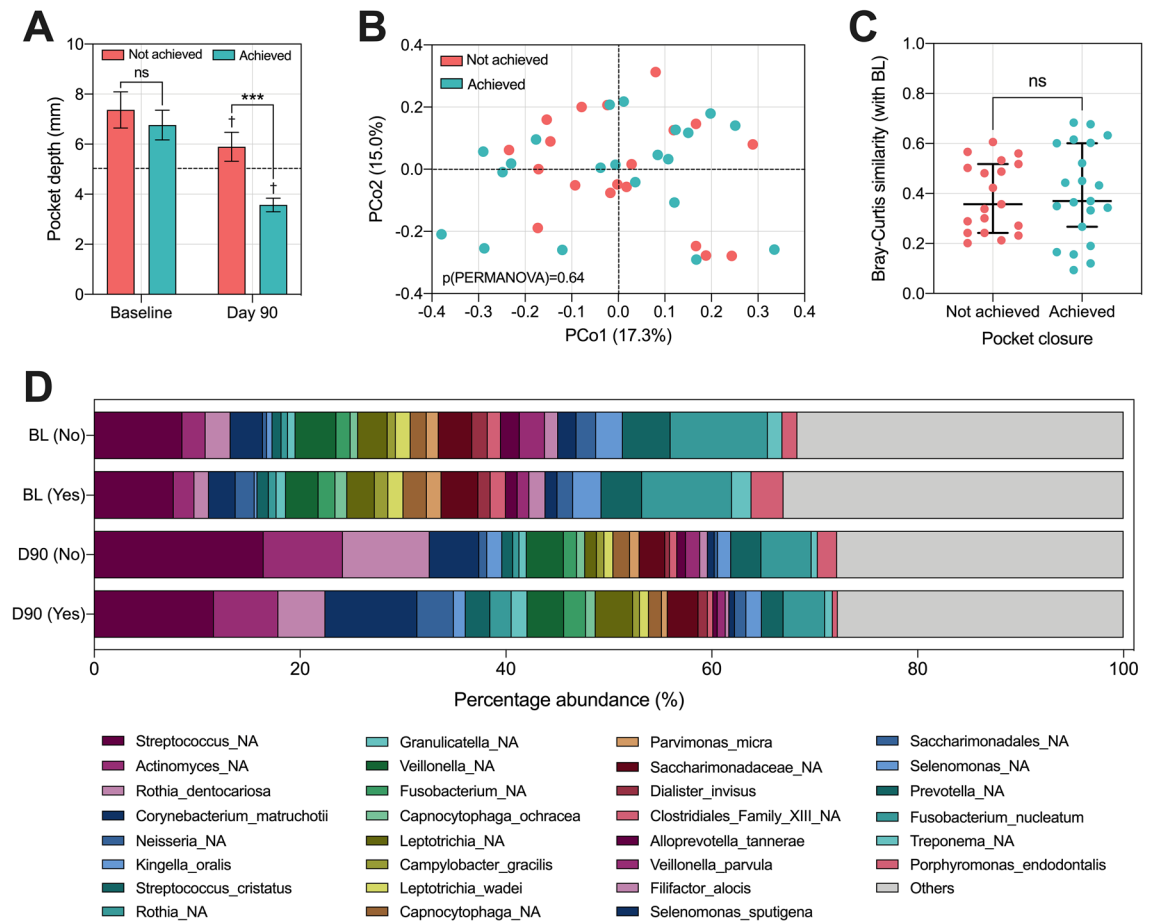 A
Pocket depth (mm)
10
8
6
4
2
0
Not achieved
Achieved
ns
***
†
†
Baseline
Day 90
B
PCo2 (15.0%)
0.4
0.2
0.0
-0.2
-0.4
Not achieved
Achieved
p(PERMANOVA)=0.64
-0.4 -0.3 -0.2 -0.1 0.0 0.1 0.2 0.3 0.4
PCo1 (17.3%)
C
Bray-Curtis similarity (with BL)
1.0
0.8
0.6
0.4
0.2
0.0
ns
Not achieved Achieved
Pocket closure
D
BL (No)
BL (Yes)
D90 (No)
D90 (Yes)
0 20 40 60 80 100
Percentage abundance (%)
Streptococcus_NA
Actinomyces_NA
Rothia_dentocariosa
Corynebacterium_matruchotii
Neisseria_NA
Kingella_oralis
Streptococcus_cristatus
Rothia_NA
Granulicatella_NA
Veillonella_NA
Fusobacterium_NA
Capnocytophaga_ochracea
Leptotrichia_NA
Campylobacter_gracilis
Leptotrichia_wadei
Capnocytophaga_NA
Parvimonas_micra
Saccharimonadaceae_NA
Dialister_invisus
Clostridiales_Family_XIII_NA
Alloprevotella_tannerae
Veillonella_parvula
Filifactor_alocis
Selenomonas_sputigena
Saccharimonadales_NA
Selenomonas_NA
Prevotella_NA
Fusobacterium_nucleatum
Treponema_NA
Porphyromonas_endodontalis
Others